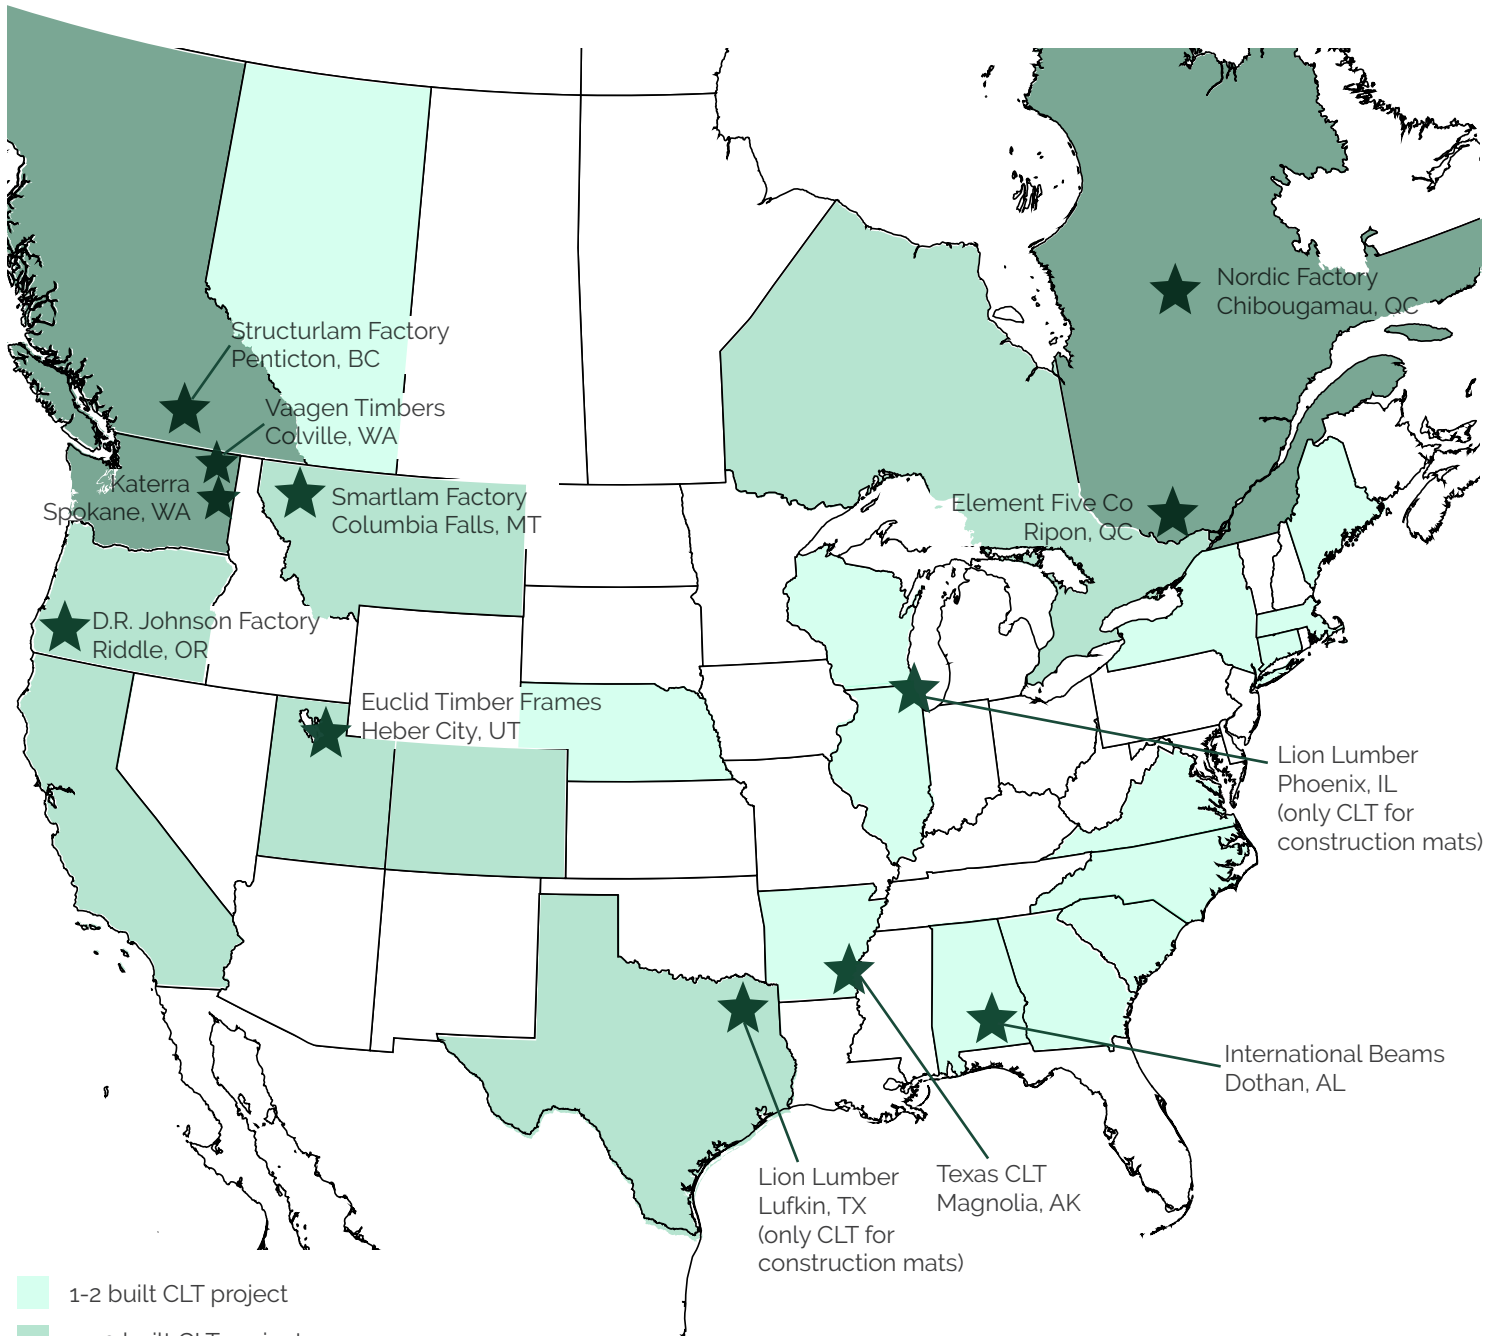 Nordic Factory
Chibougamau, QC
Structurlam Factory
Penticton, BC
Vaagen Timbers
Colville, WA
Katerra
Spokane, WA
Smartlam Factory
Columbia Falls, MT
Element Five Co
Ripon, QC
D.R. Johnson Factory
Riddle, OR
Euclid Timber Frames
Heber City, UT
Lion Lumber
Phoenix, IL
(only CLT for
construction mats)
International Beams
Dothan, AL
Lion Lumber
Lufkin, TX
(only CLT for
construction mats)
Texas CLT
Magnolia, AK
1-2 built CLT project
built CLT project